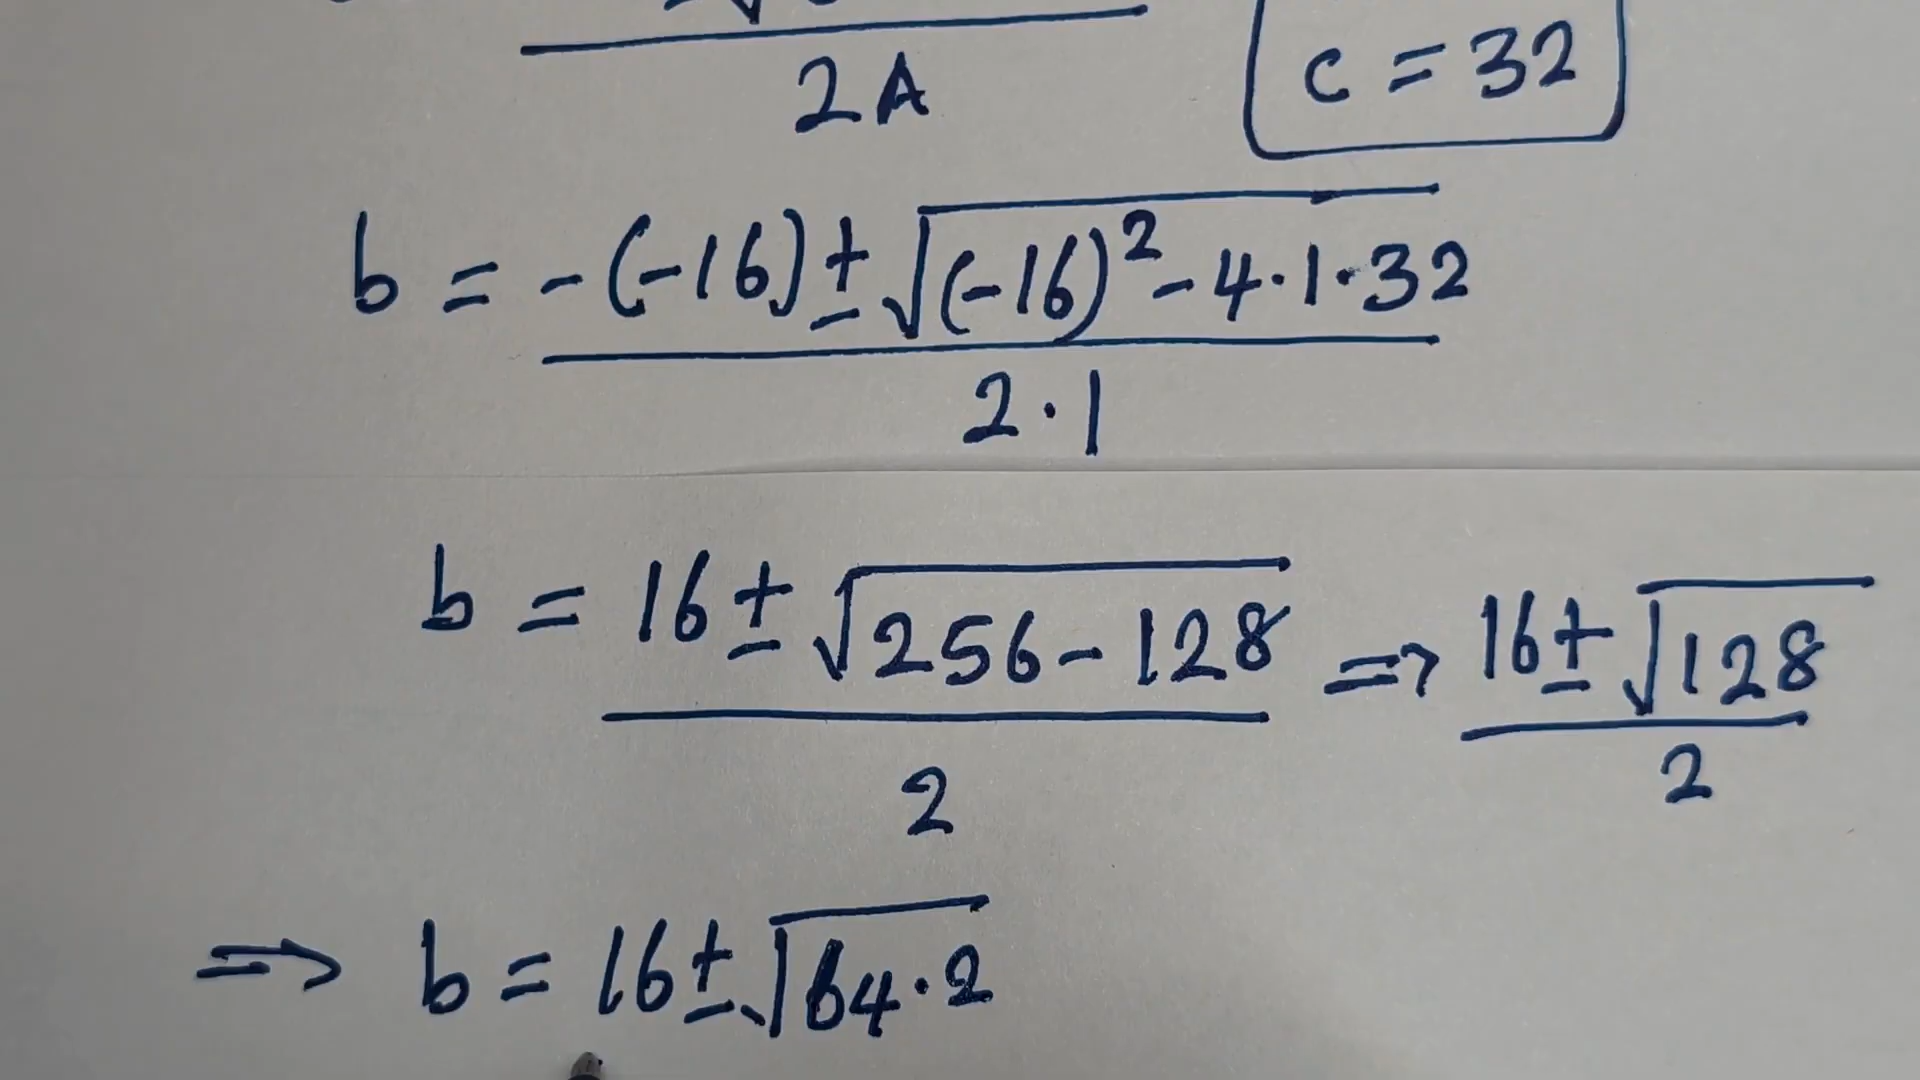 2A
c = 32
b = -(-16) ± √(-16)² - 4·1·32
2·1
b = 16 ± √256 - 128 => 16 ± √128
2
2
=> b = 16 ± √64·2